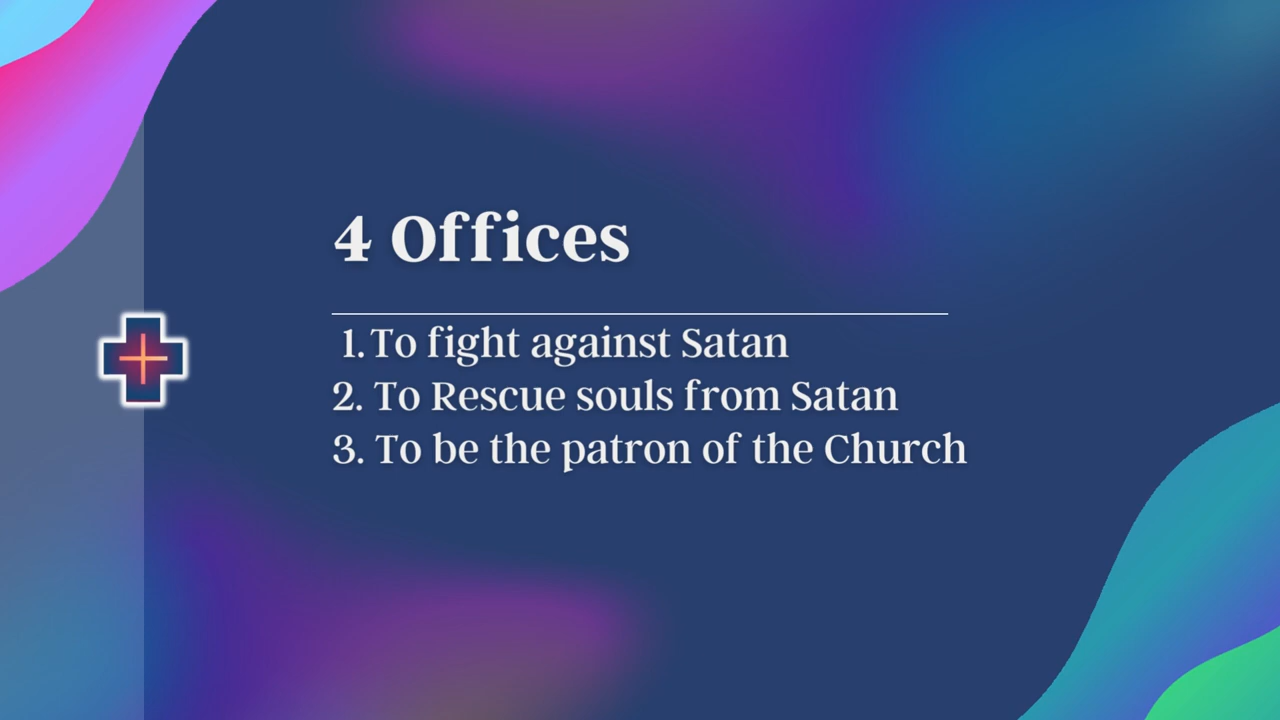 4 Offices
1. To fight against Satan
2. To Rescue souls from Satan
3. To be the patron of the Church